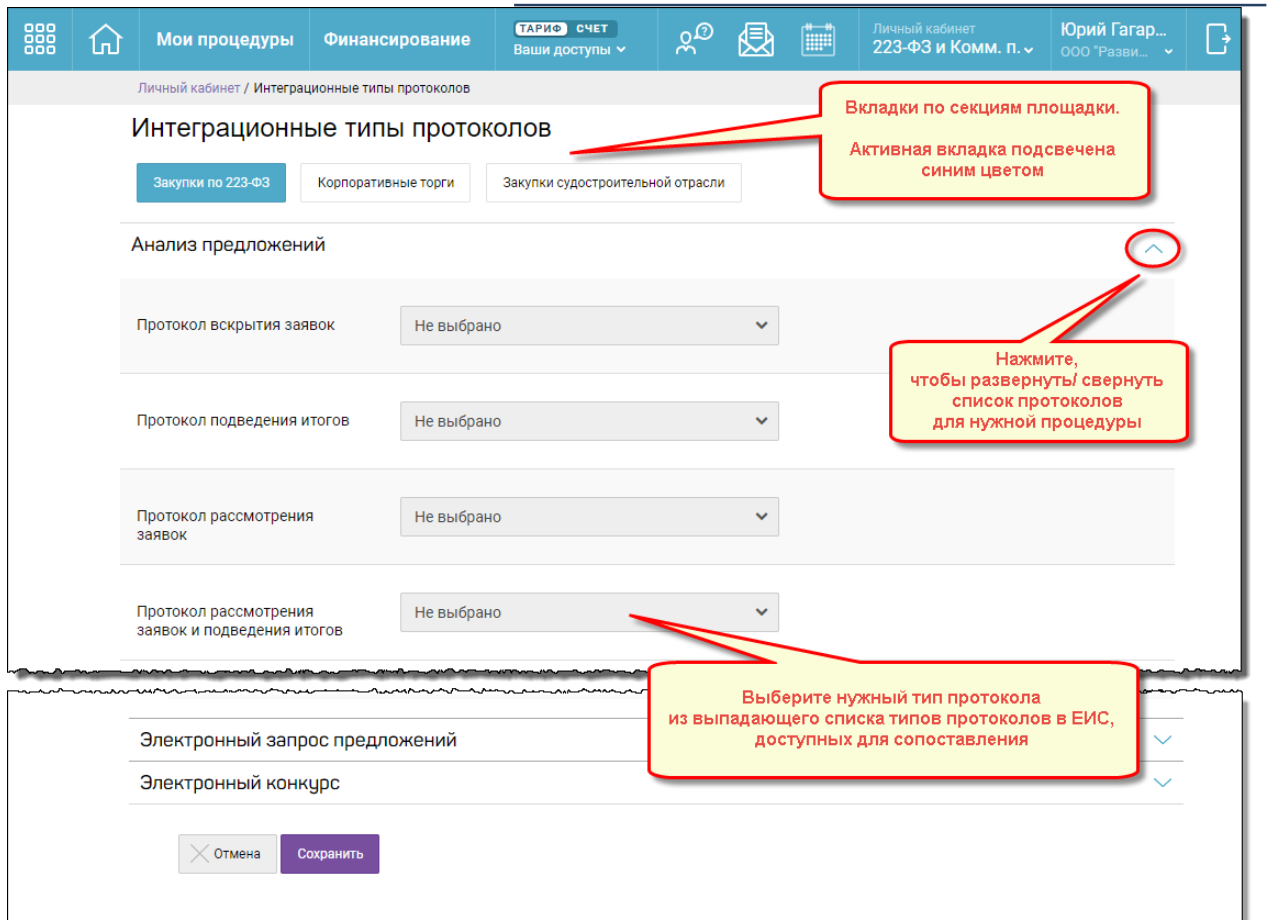 ТАРИФ СЧЕТ
Мои процедуры Финансирование Ваши доступы
Личный кабинет
223-ФЗ и Комм. п.
Юрий Гагар...
ООО "Разви...
Личный кабинет / Интеграционные типы протоколов
Интеграционные типы протоколов
Вкладки по секциям площадки.
Активная вкладка подсвечена
синим цветом
Закупки по 223-ФЗ Корпоративные торги Закупки судостроительной отрасли
Анализ предложений
Протокол вскрытия заявок Не выбрано
Нажмите,
чтобы развернуть/ свернуть
список протоколов
для нужной процедуры
Протокол подведения итогов Не выбрано
Протокол рассмотрения
заявок
Не выбрано
Протокол рассмотрения
заявок и подведения итогов
Не выбрано
Выберите нужный тип протокола
из выпадающего списка типов протоколов в ЕИС,
доступных для сопоставления
Электронный запрос предложений
Электронный конкурс
Отмена Сохранить